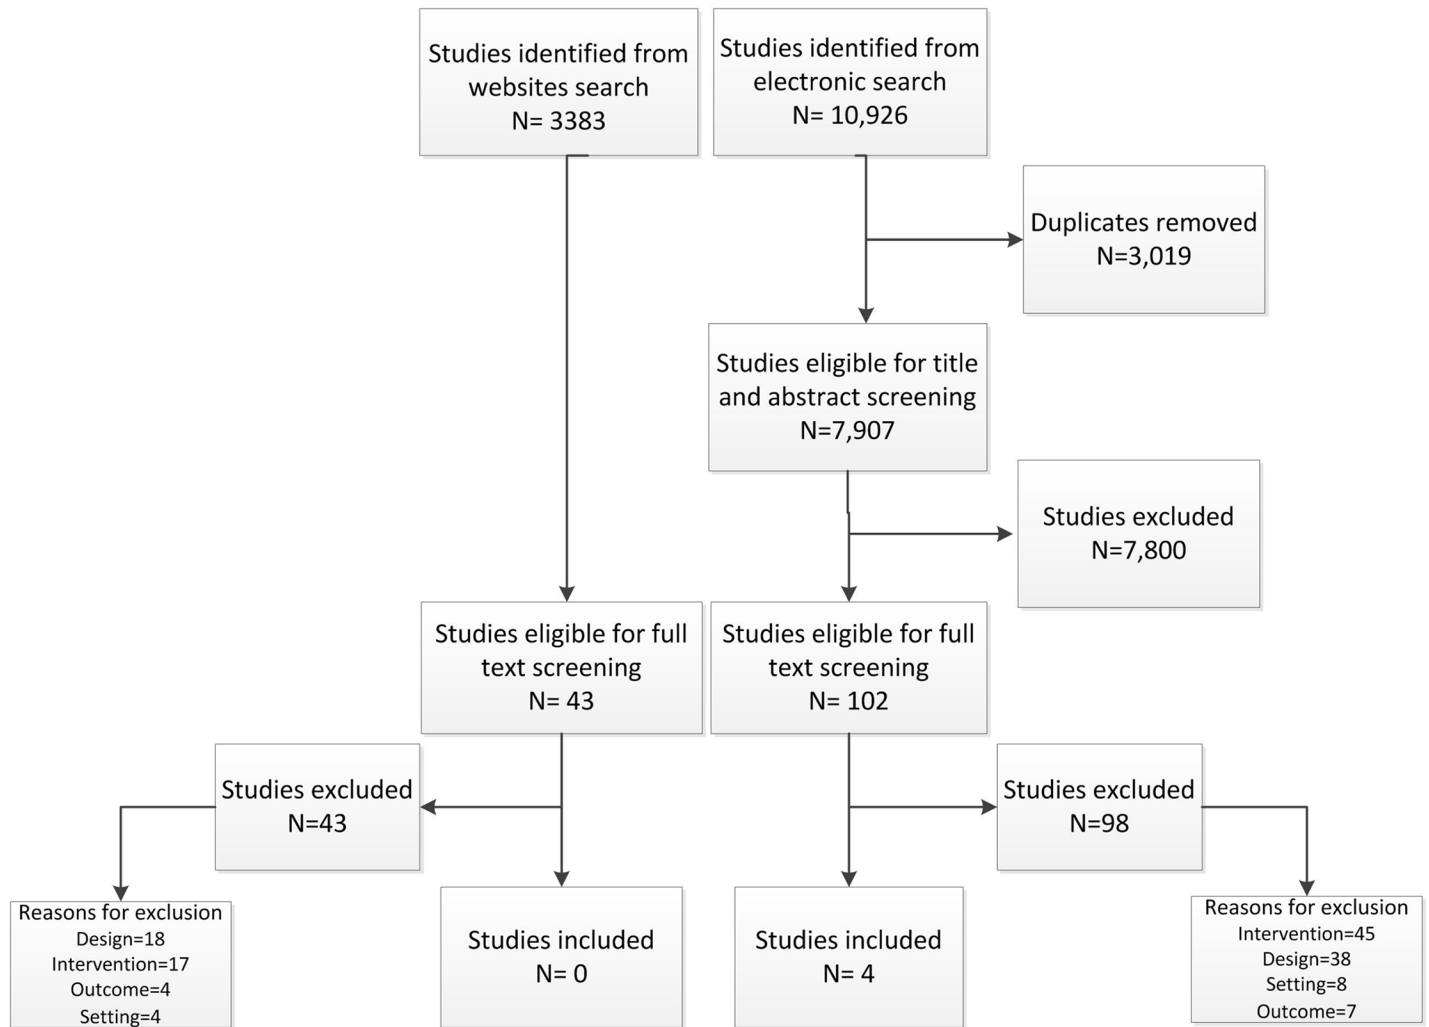 Studies identified from
websites search
N= 3383
Studies identified from
electronic search
N= 10,926
Duplicates removed
N=3,019
Studies eligible for title
and abstract screening
N=7,907
Studies excluded
N=7,800
Studies eligible for full
text screening
N= 43
Studies eligible for full
text screening
N= 102
Studies excluded
N=43
Studies excluded
N=98
Reasons for exclusion
Design=18
Intervention=17
Outcome=4
Setting=4
Studies included
N= 0
Studies included
N= 4
Reasons for exclusion
Intervention=45
Design=38
Setting=8
Outcome=7